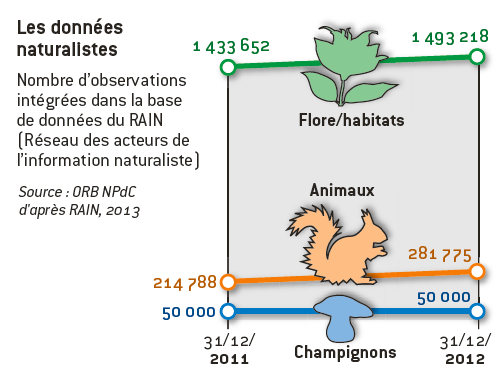 Les données
naturalistes
Nombre d'observations
intégrées dans la base
de données du RAIN
(Réseau des acteurs de
l'information naturaliste)
Source : ORB NPdC
d'après RAIN, 2013
1 433 652
1 493 218
Flore/habitats
Animaux
214 788
281 775
50 000
50 000
Champignons
31/12/
2011
31/12/
2012